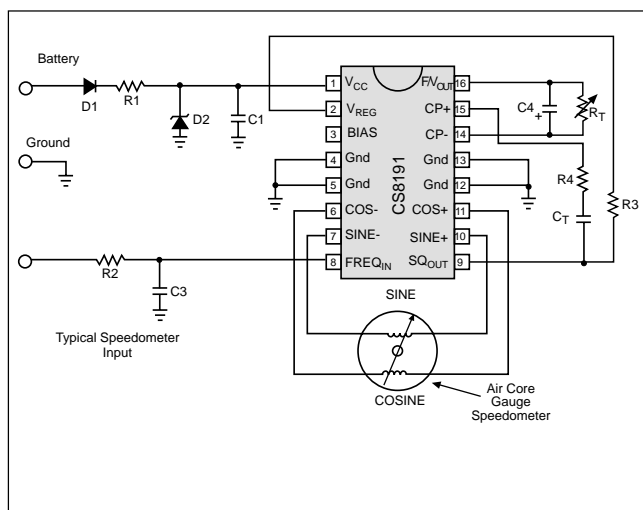 Battery
D1
R1
D2
C1
Ground
R2
C3
Typical Speedometer
Input
CS8191
1
VCC
2
VREG
3
BIAS
4
Gnd
5
Gnd
6
COS-
7
SINE-
8
FREQIN
16
F/VOUT
15
CP+
14
CP-
13
Gnd
12
Gnd
11
COS+
10
SINE+
9
SQOUT
C4
+
RT
R4
CT
R3
SINE
COSINE
Air Core
Gauge
Speedometer